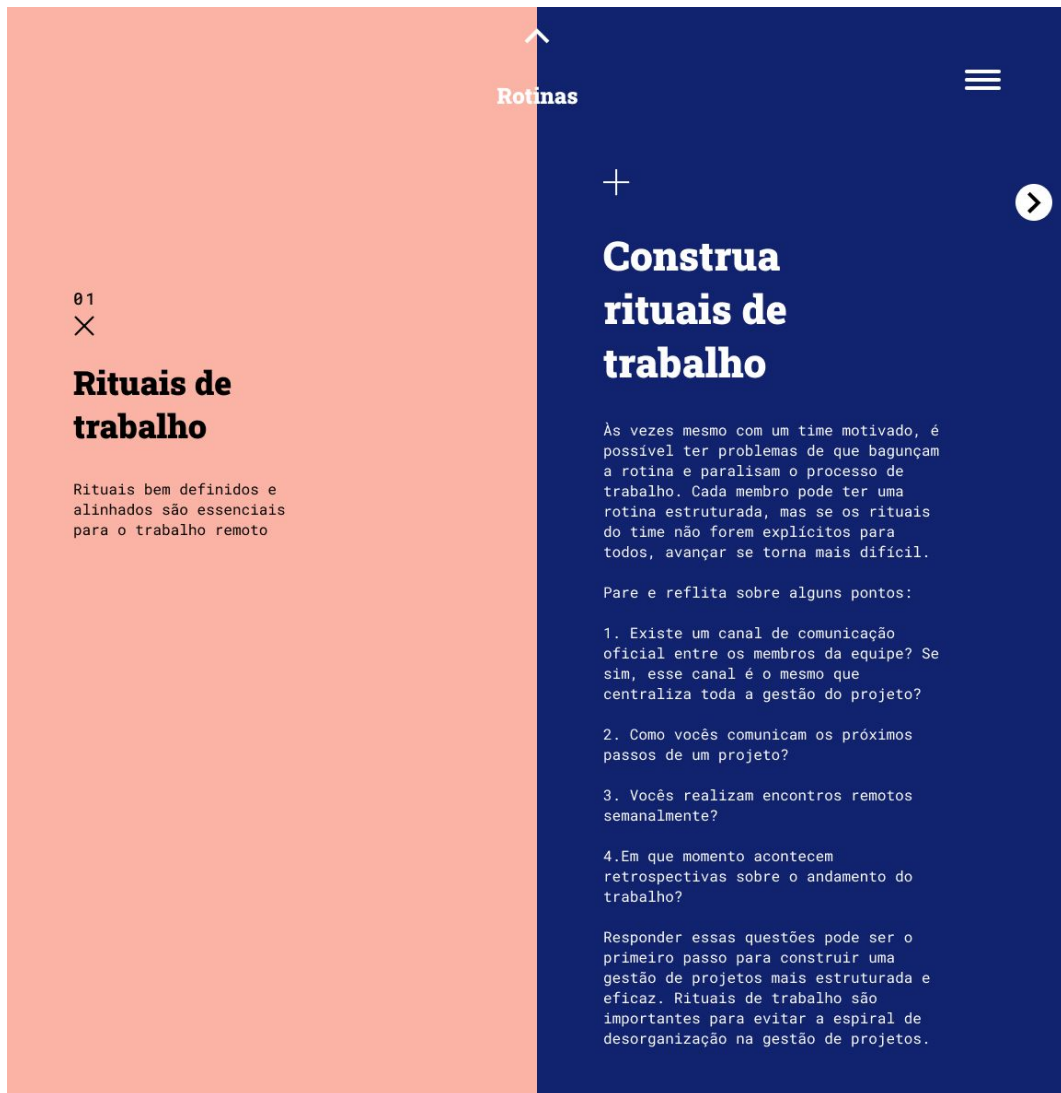 Rotinas
01
Rituais de
trabalho
Rituais bem definidos e
alinhados são essenciais
para o trabalho remoto
Construa
rituais de
trabalho
Às vezes mesmo com um time motivado, é
possível ter problemas de que bagunçam
a rotina e paralisam o processo de
trabalho. Cada membro pode ter uma
rotina estruturada, mas se os rituais
do time não forem explícitos para
todos, avançar se torna mais difícil.
Pare e reflita sobre alguns pontos:
1. Existe um canal de comunicação
oficial entre os membros da equipe? Se
sim, esse canal é o mesmo que
centraliza toda a gestão do projeto?
2. Como vocês comunicam os próximos
passos de um projeto?
3. Vocês realizam encontros remotos
semanalmente?
4.Em que momento acontecem
retrospectivas sobre o andamento do
trabalho?
Responder essas questões pode ser o
primeiro passo para construir uma
gestão de projetos mais estruturada e
eficaz. Rituais de trabalho são
importantes para evitar a espiral de
desorganização na gestão de projetos.